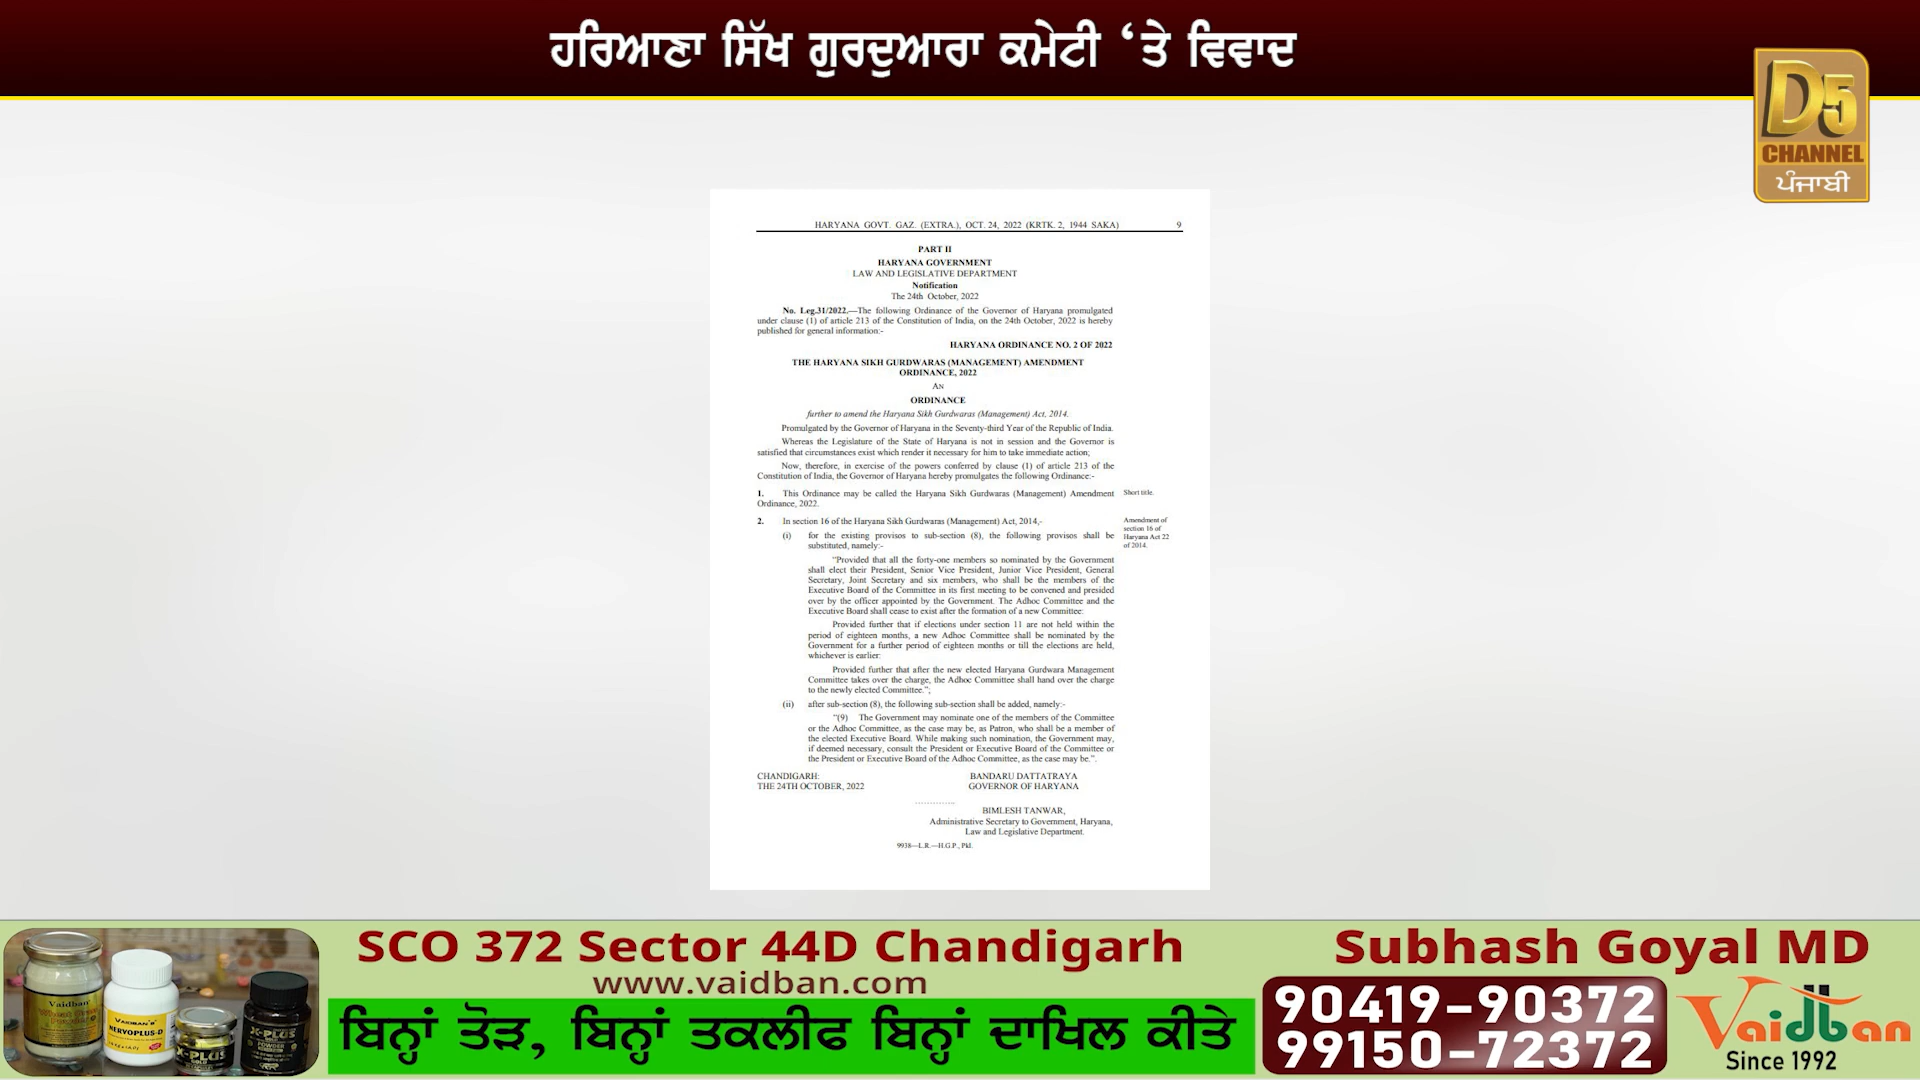 ਹਰਿਆਣਾ ਸਿੱਖ ਗੁਰਦੁਆਰਾ ਕਮੇਟੀ ‘ਤੇ ਵਿਵਾਦ
D5
CHANNEL
ਪੰਜਾਬੀ
HARYANA GOVT. GAZ. (EXTRA.), OCT. 24, 2022 (KRTK. 2, 1944 SAKA) 9
PART II
HARYANA GOVERNMENT
LAW AND LEGISLATIVE DEPARTMENT
Notification
The 24th October, 2022
No. Leg.31/2022.—The following Ordinance of the Governor of Haryana promulgated
under clause (1) of article 213 of the Constitution of India, on the 24th October, 2022 is hereby
published for general information:-
HARYANA ORDINANCE NO. 2 OF 2022
THE HARYANA SIKH GURDWARAS (MANAGEMENT) AMENDMENT
ORDINANCE, 2022
AN
ORDINANCE
further to amend the Haryana Sikh Gurdwaras (Management) Act, 2014.
Promulgated by the Governor of Haryana in the Seventy-third Year of the Republic of India.
Whereas the Legislature of the State of Haryana is not in session and the Governor is
satisfied that circumstances exist which render it necessary for him to take immediate action;
Now, therefore, in exercise of the powers conferred by clause (1) of article 213 of the
Constitution of India, the Governor of Haryana hereby promulgates the following Ordinance:-
1. This Ordinance may be called the Haryana Sikh Gurdwaras (Management) Amendment
Ordinance, 2022.
Short title.
2. In section 16 of the Haryana Sikh Gurdwaras (Management) Act, 2014,-
Amendment of
section 16 of
Haryana Act 22
of 2014.
(i) for the existing provisos to sub-section (8), the following provisos shall be
substituted, namely:-
“Provided that all the forty-one members so nominated by the Government
shall elect their President, Senior Vice President, Junior Vice President, General
Secretary, Joint Secretary and six members, who shall be the members of the
Executive Board of the Committee in its first meeting to be convened and presided
over by the officer appointed by the Government. The Adhoc Committee and the
Executive Board shall cease to exist after the formation of a new Committee:
Provided further that if elections under section 11 are not held within the
period of eighteen months, a new Adhoc Committee shall be nominated by the
Government for a further period of eighteen months or till the elections are held,
whichever is earlier:
Provided further that after the new elected Haryana Gurdwara Management
Committee takes over the charge, the Adhoc Committee shall hand over the charge
to the newly elected Committee.”;
(ii) after sub-section (8), the following sub-section shall be added, namely:-
“(9) The Government may nominate one of the members of the Committee
or the Adhoc Committee, as the case may be, as Patron, who shall be a member of
the elected Executive Board. While making such nomination, the Government may,
if deemed necessary, consult the President or Executive Board of the Committee or
the President or Executive Board of the Adhoc Committee, as the case may be.”.
CHANDIGARH:
THE 24TH OCTOBER, 2022
BANDARU DATTATRAYA
GOVERNOR OF HARYANA
BIMLESH TANWAR,
Administrative Secretary to Government, Haryana,
Law and Legislative Department.
9938—L.R.—H.G.P., Pkl.
SCO 372 Sector 44D Chandigarh
www.vaidban.com
ਬਿਨ੍ਹਾਂ ਤੋੜ, ਬਿਨ੍ਹਾਂ ਤਕਲੀਫ ਬਿਨ੍ਹਾਂ ਦਾਖਿਲ ਕੀਤੇ
Subhash Goyal MD
90419-90372
99150-72372
Vaidban
Since 1992
Vaidban
VAIDBAN'S
NERVOPLUS-D
X-PLUS
X-PLUS
POWDER